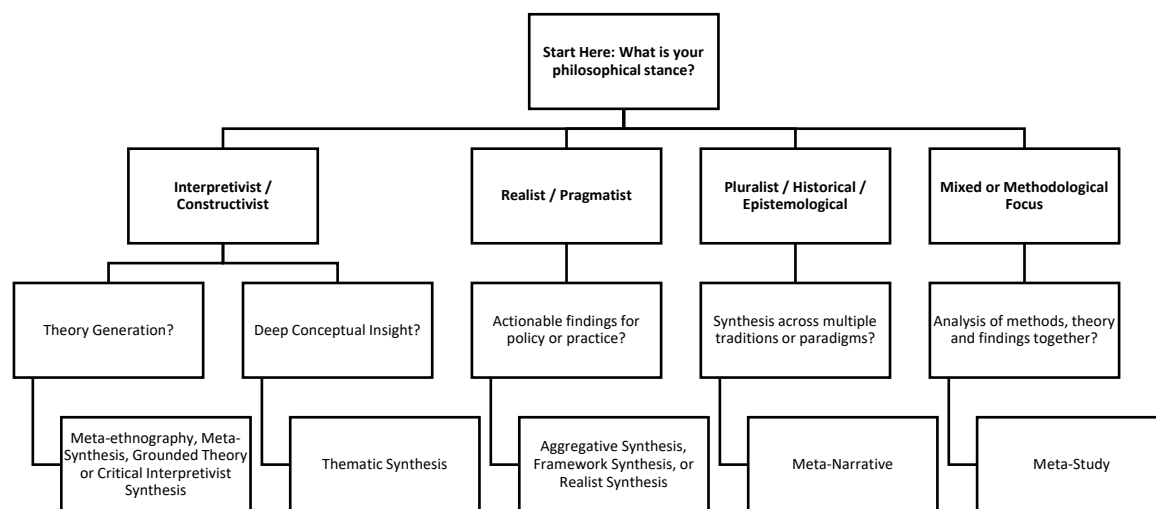 Start Here: What is your
philosophical stance?
Interpretivist /
Constructivist
Realist / Pragmatist
Pluralist / Historical /
Epistemological
Mixed or Methodological
Focus
Theory Generation?
Deep Conceptual Insight?
Actionable findings for
policy or practice?
Synthesis across multiple
traditions or paradigms?
Analysis of methods, theory
and findings together?
Meta-ethnography, Meta-
Synthesis, Grounded Theory
or Critical Interpretivist
Synthesis
Thematic Synthesis
Aggregative Synthesis,
Framework Synthesis, or
Realist Synthesis
Meta-Narrative
Meta-Study